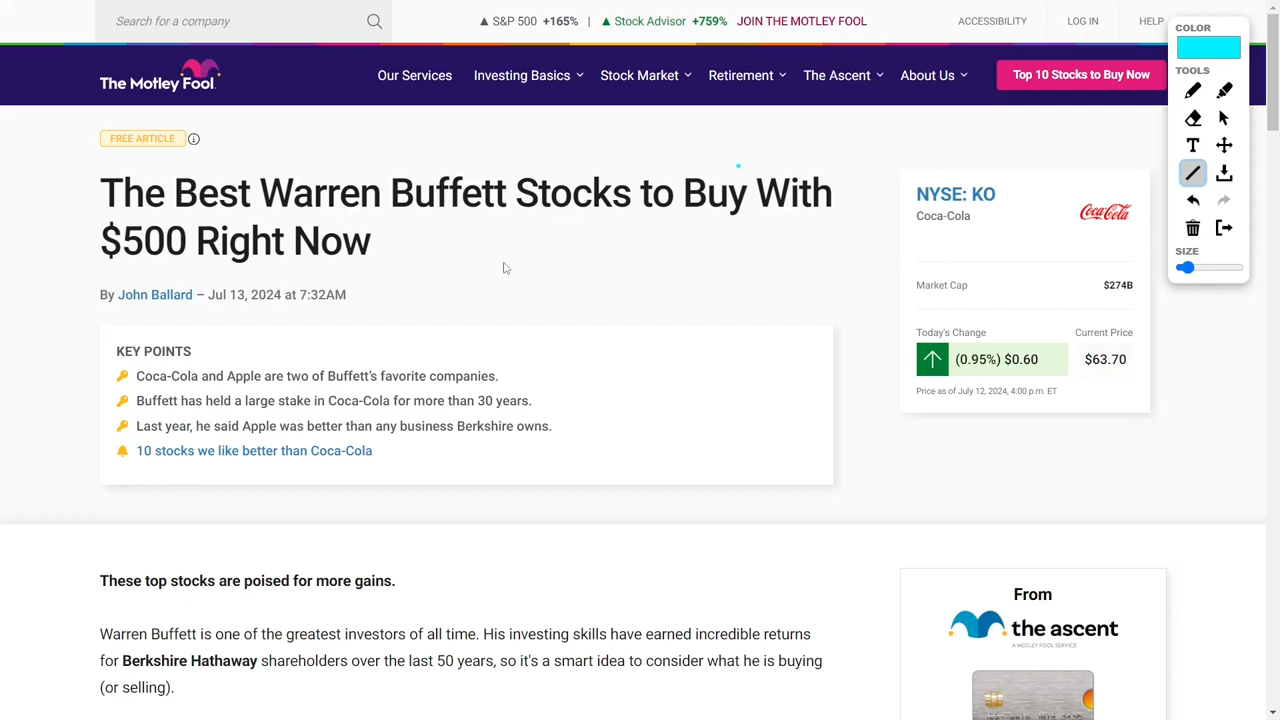 Search for a company
▲ S&P 500 +165% | ▲ Stock Advisor +759% JOIN THE MOTLEY FOOL
ACCESSIBILITY LOG IN HELP
The Motley Fool
Our Services Investing Basics Stock Market Retirement The Ascent About Us Top 10 Stocks to Buy Now
COLOR
TOOLS
T
SIZE
FREE ARTICLE
The Best Warren Buffett Stocks to Buy With
$500 Right Now
By John Ballard – Jul 13, 2024 at 7:32AM
KEY POINTS
Coca-Cola and Apple are two of Buffett's favorite companies.
Buffett has held a large stake in Coca-Cola for more than 30 years.
Last year, he said Apple was better than any business Berkshire owns.
10 stocks we like better than Coca-Cola
NYSE: KO
Coca-Cola
Coca-Cola
Market Cap $274B
Today's Change Current Price
(0.95%) $0.60 $63.70
Price as of July 12, 2024, 4:00 p.m. ET
These top stocks are poised for more gains.
Warren Buffett is one of the greatest investors of all time. His investing skills have earned incredible returns
for Berkshire Hathaway shareholders over the last 50 years, so it's a smart idea to consider what he is buying
(or selling).
From
the ascent
A MOTLEY FOOL SERVICE